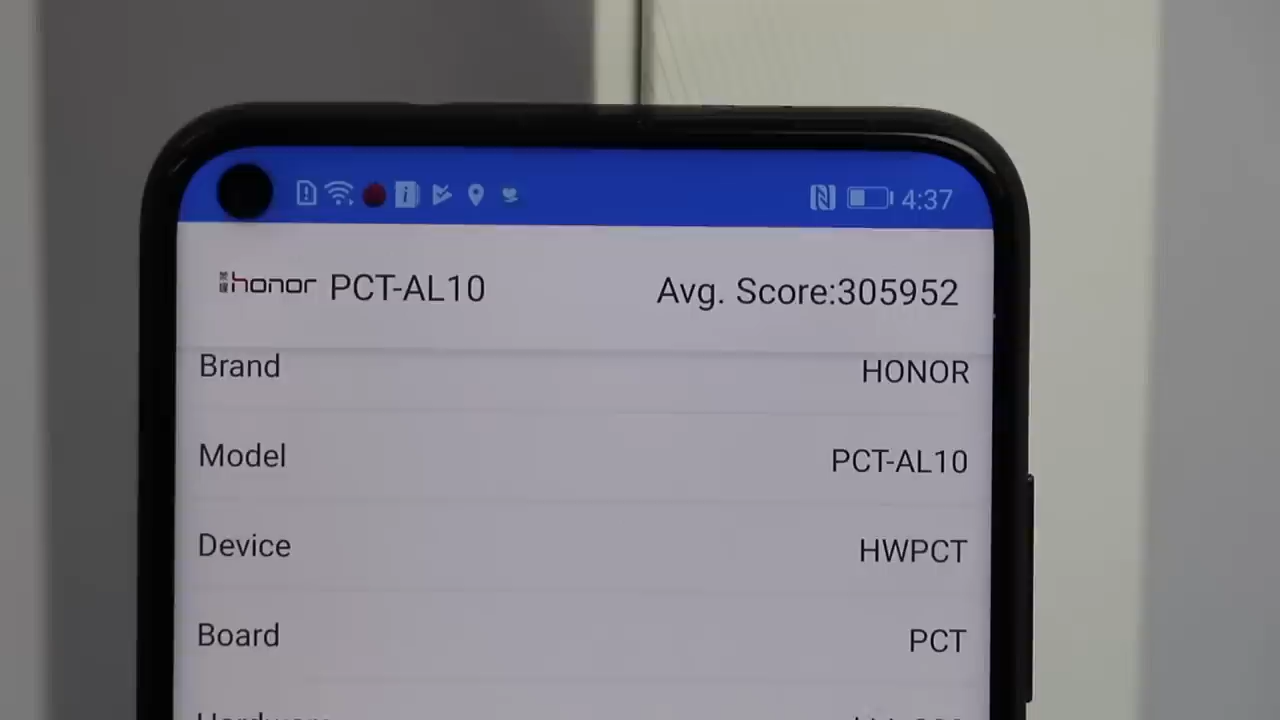 4:37
honor PCT-AL10 Avg. Score:305952
Brand HONOR
Model PCT-AL10
Device HWPCT
Board PCT